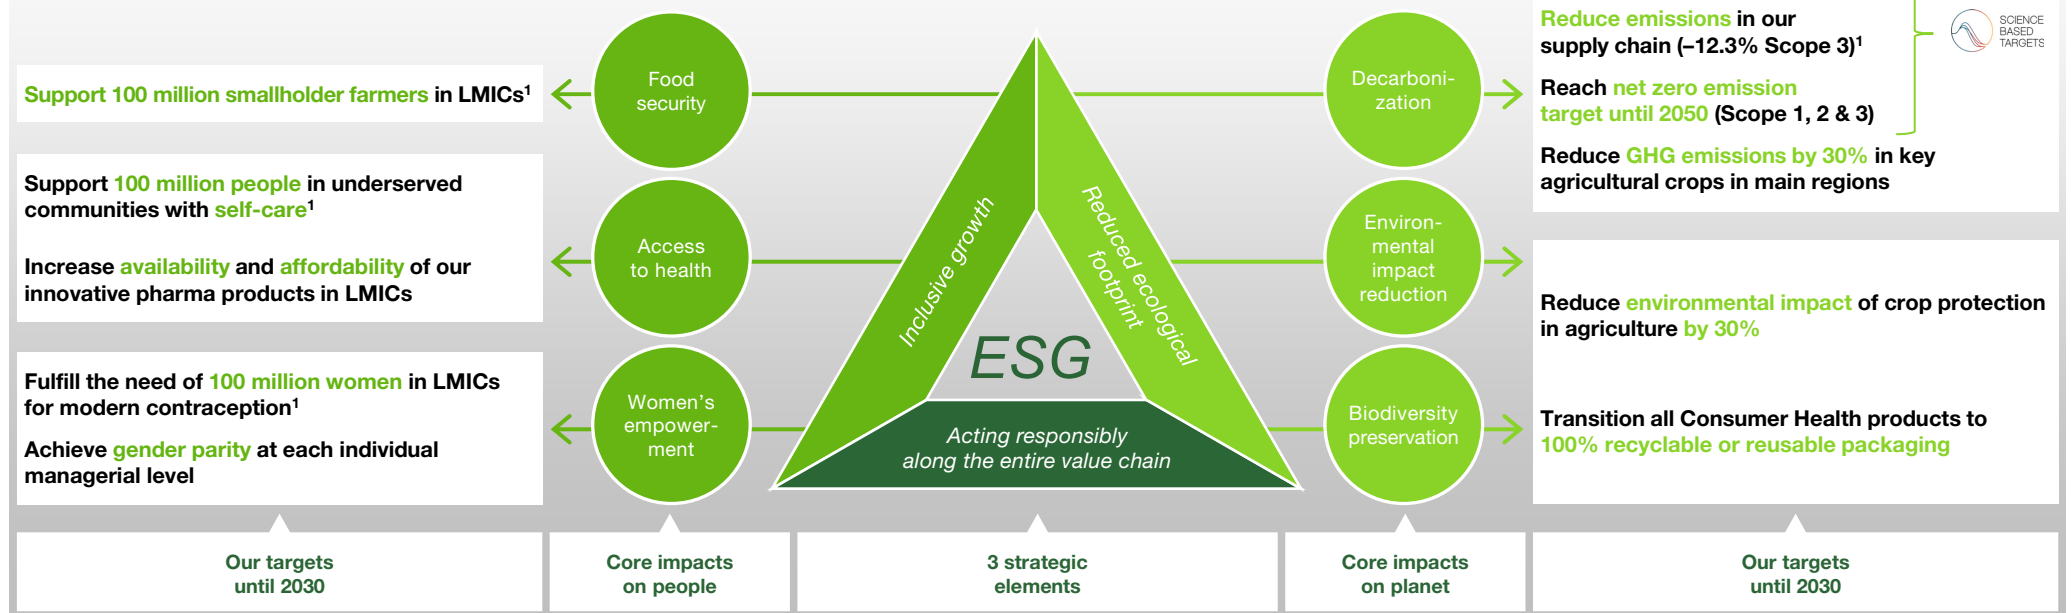 Support 100 million smallholder farmers in LMICs¹
Support 100 million people in underserved
communities with self-care¹
Increase availability and affordability of our
innovative pharma products in LMICs
Fulfill the need of 100 million women in LMICs
for modern contraception¹
Achieve gender parity at each individual
managerial level
Our targets
until 2030
Food
security
Access
to health
Women's
empower-
ment
Core impacts
on people
Inclusive growth
Reduced ecological
footprint
ESG
Acting responsibly
along the entire value chain
3 strategic
elements
Decarboni-
zation
Environ-
mental
impact
reduction
Biodiversity
preservation
Core impacts
on planet
Reduce emissions in our
supply chain (–12.3% Scope 3)¹
Reach net zero emission
target until 2050 (Scope 1, 2 & 3)
SCIENCE
BASED
TARGETS
Reduce GHG emissions by 30% in key
agricultural crops in main regions
Reduce environmental impact of crop protection
in agriculture by 30%
Transition all Consumer Health products to
100% recyclable or reusable packaging
Our targets
until 2030